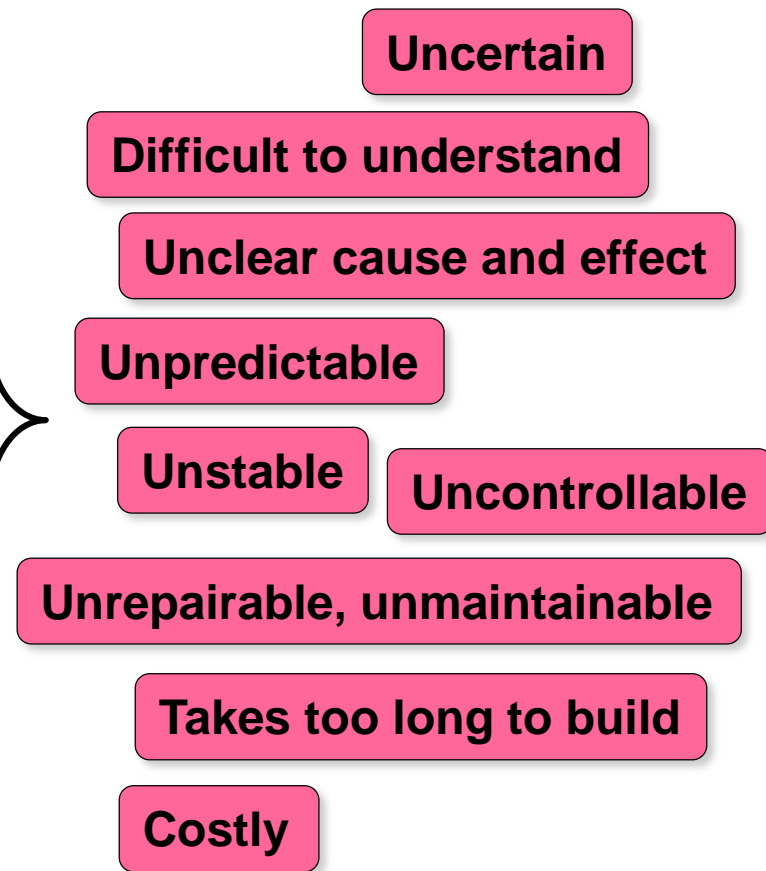 Uncertain
Difficult to understand
Unclear cause and effect
Unpredictable
Unstable
Uncontrollable
Unrepairable, unmaintainable
Takes too long to build
Costly